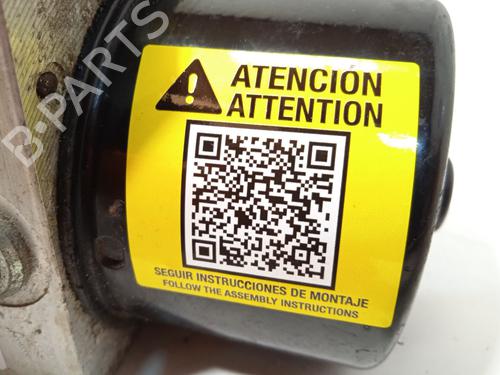 B-PARTS
ATENCIÓN
ATTENTION
SEGUIR INSTRUCCIONES DE MONTAJE
FOLLOW THE ASSEMBLY INSTRUCTIONS